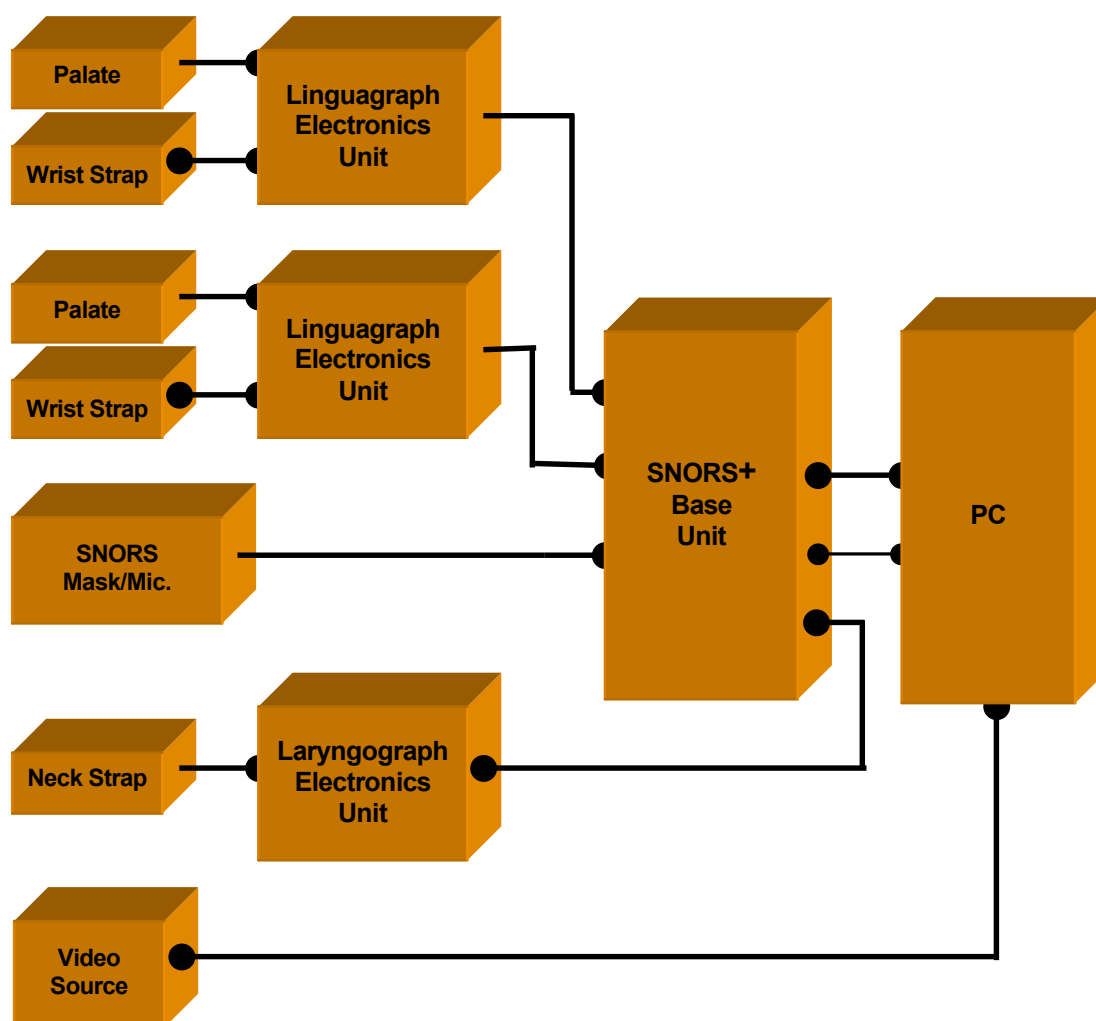 Palate
Wrist Strap
Linguagraph
Electronics
Unit
Palate
Wrist Strap
Linguagraph
Electronics
Unit
SNORS
Mask/Mic.
SNORS+
Base
Unit
PC
Neck Strap
Laryngograph
Electronics
Unit
Video
Source